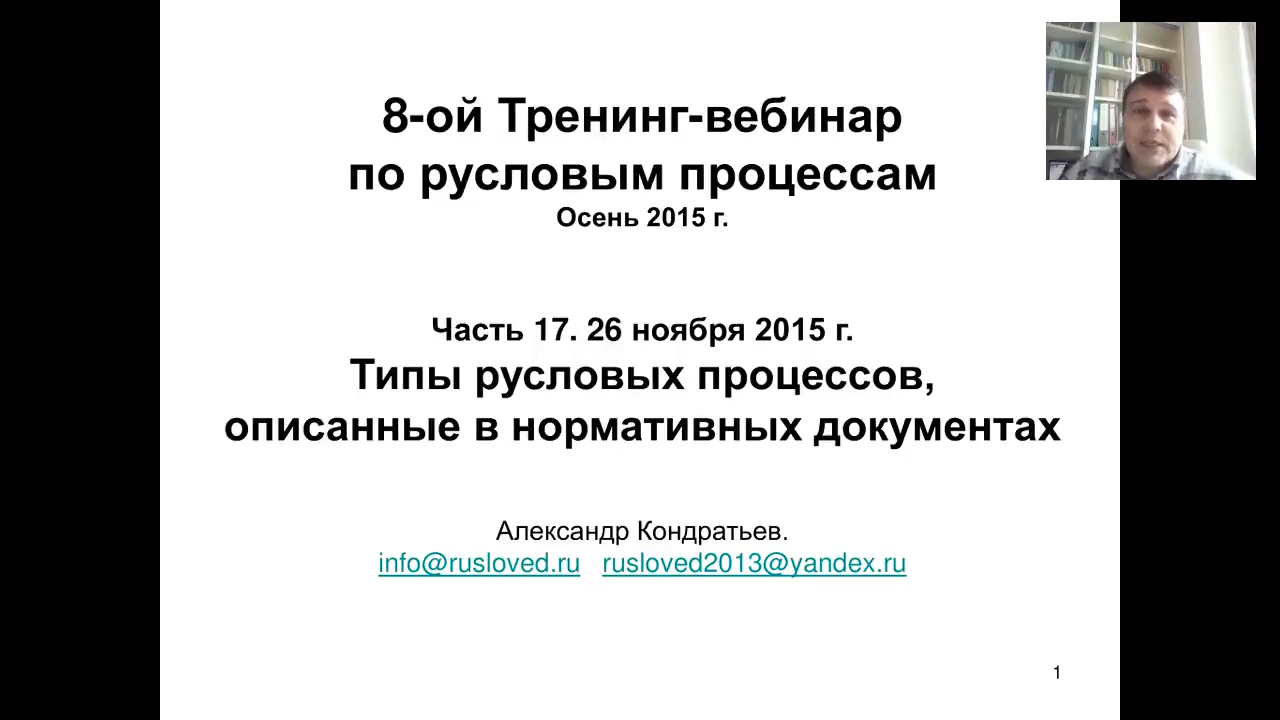 8-ой Тренинг-вебинар
по русловым процессам
Осень 2015 г.
Часть 17. 26 ноября 2015 г.
Типы русловых процессов,
описанные в нормативных документах
Александр Кондратьев.
info@rusloved.ru rusloved2013@yandex.ru
1